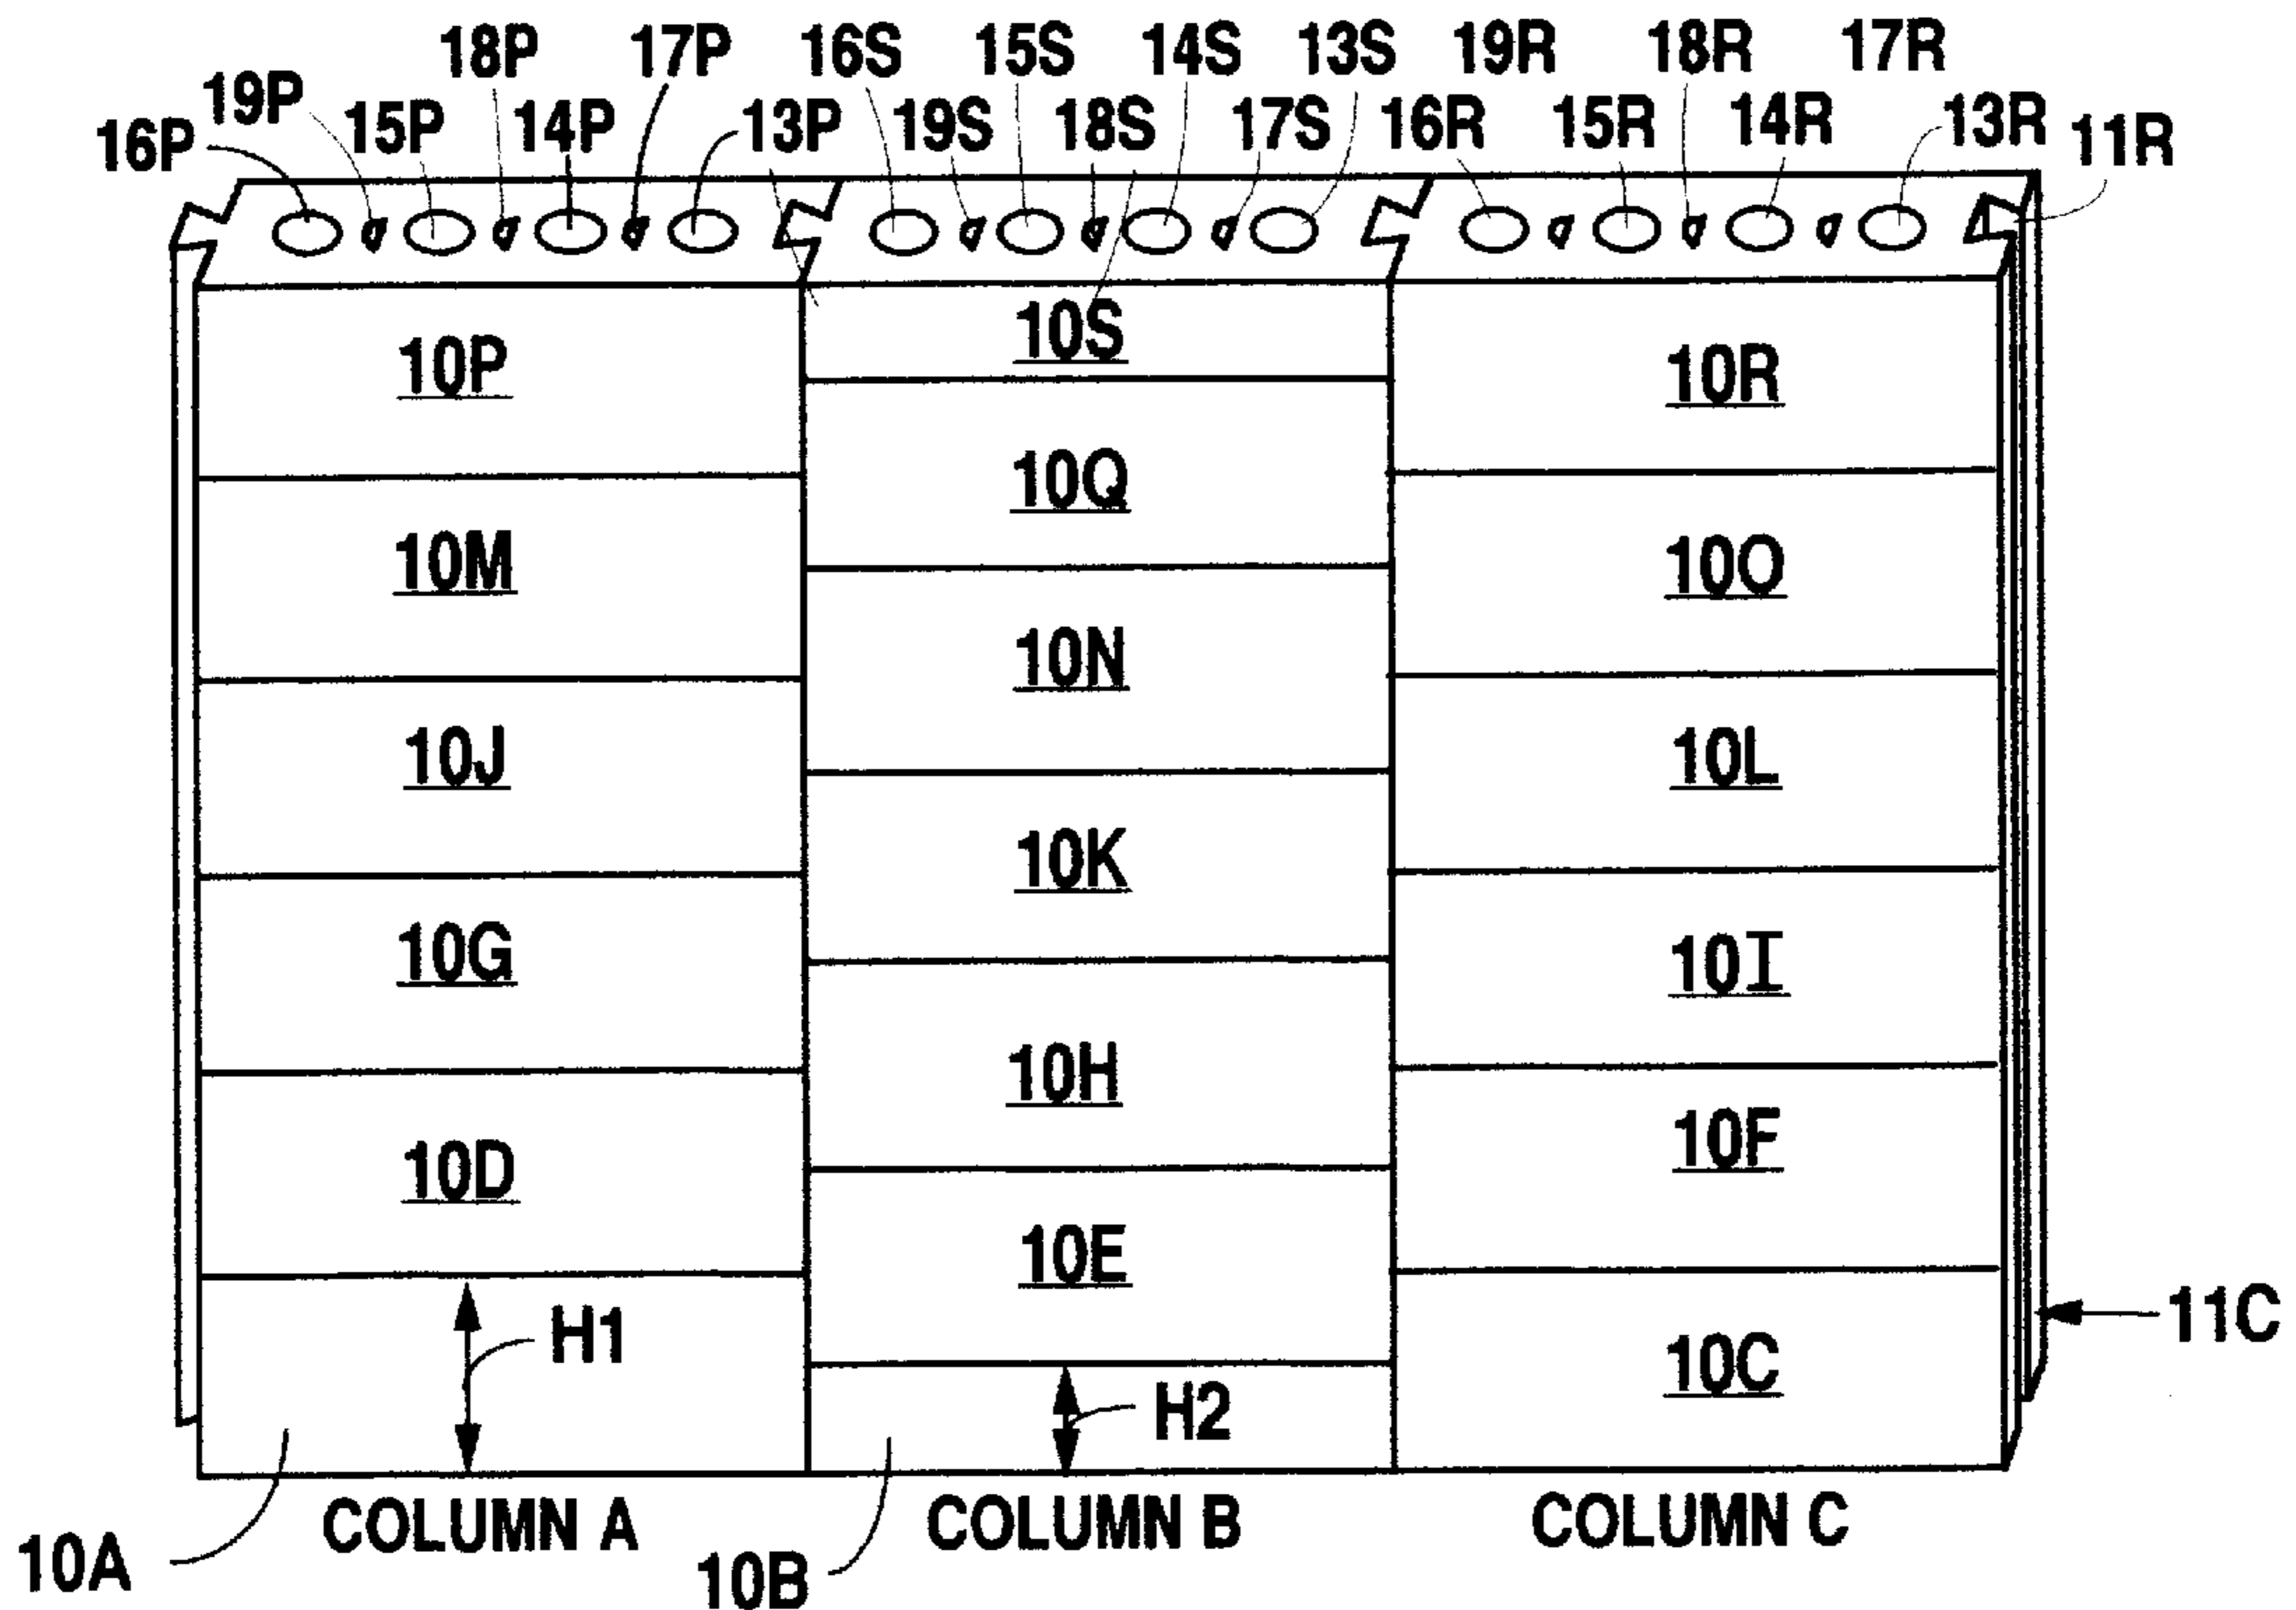 18P 17P 16S 15S 14S 13S 19R 18R 17R
19P 15P 14P 13P 19S 18S 17S 16R 15R 14R 13R
16P 11R
10P 10S 10R
10Q
10M 10O
10N
10J 10L
10K
10G 10I
10H
10D 10F
10E
H1 11C
H2 10C
COLUMN A COLUMN B COLUMN C
10A 10B